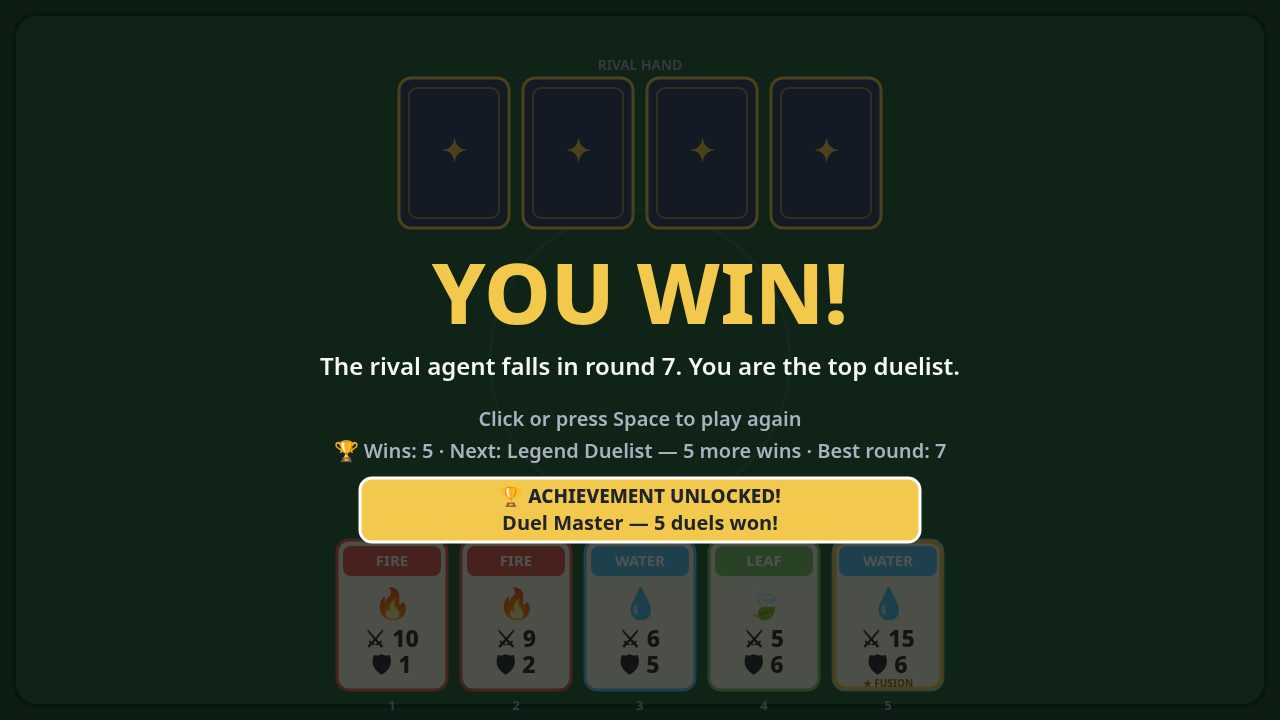 RIVAL HAND
YOU WIN!
The rival agent falls in round 7. You are the top duelist.
Click or press Space to play again
🏆 Wins: 5 · Next: Legend Duelist — 5 more wins · Best round: 7
🏆 ACHIEVEMENT UNLOCKED!
Duel Master — 5 duels won!
FIRE FIRE WATER LEAF WATER
⚔ 10 ⚔ 9 ⚔ 6 ⚔ 5 ⚔ 15
🛡 1 🛡 2 🛡 5 🛡 6 🛡 6
★ FUSION
1 2 3 4 5